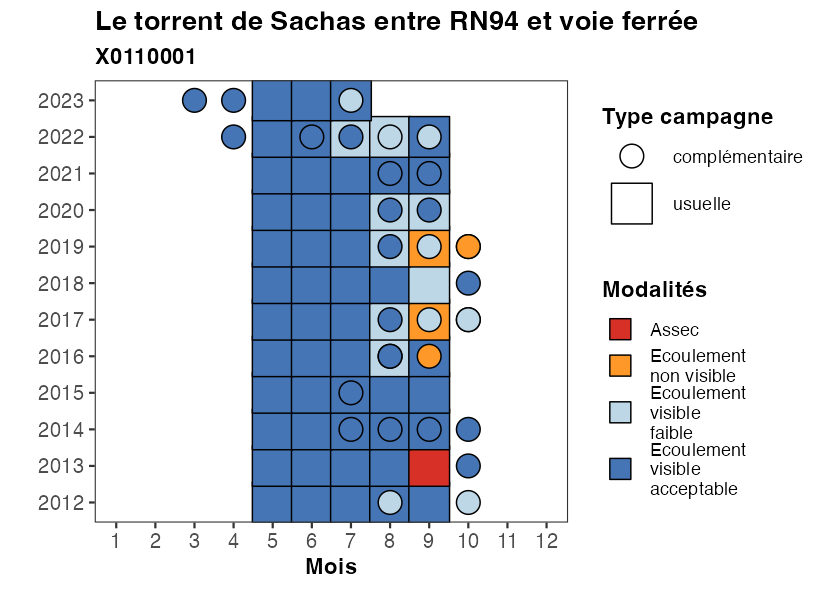 Le torrent de Sachas entre RN94 et voie ferrée
X0110001
2023
2022
2021
2020
2019
2018
2017
2016
2015
2014
2013
2012
1 2 3 4 5 6 7 8 9 10 11 12
Mois
Type campagne
complémentaire
usuelle
Modalités
Assec
Ecoulement
non visible
Ecoulement
visible
faible
Ecoulement
visible
acceptable